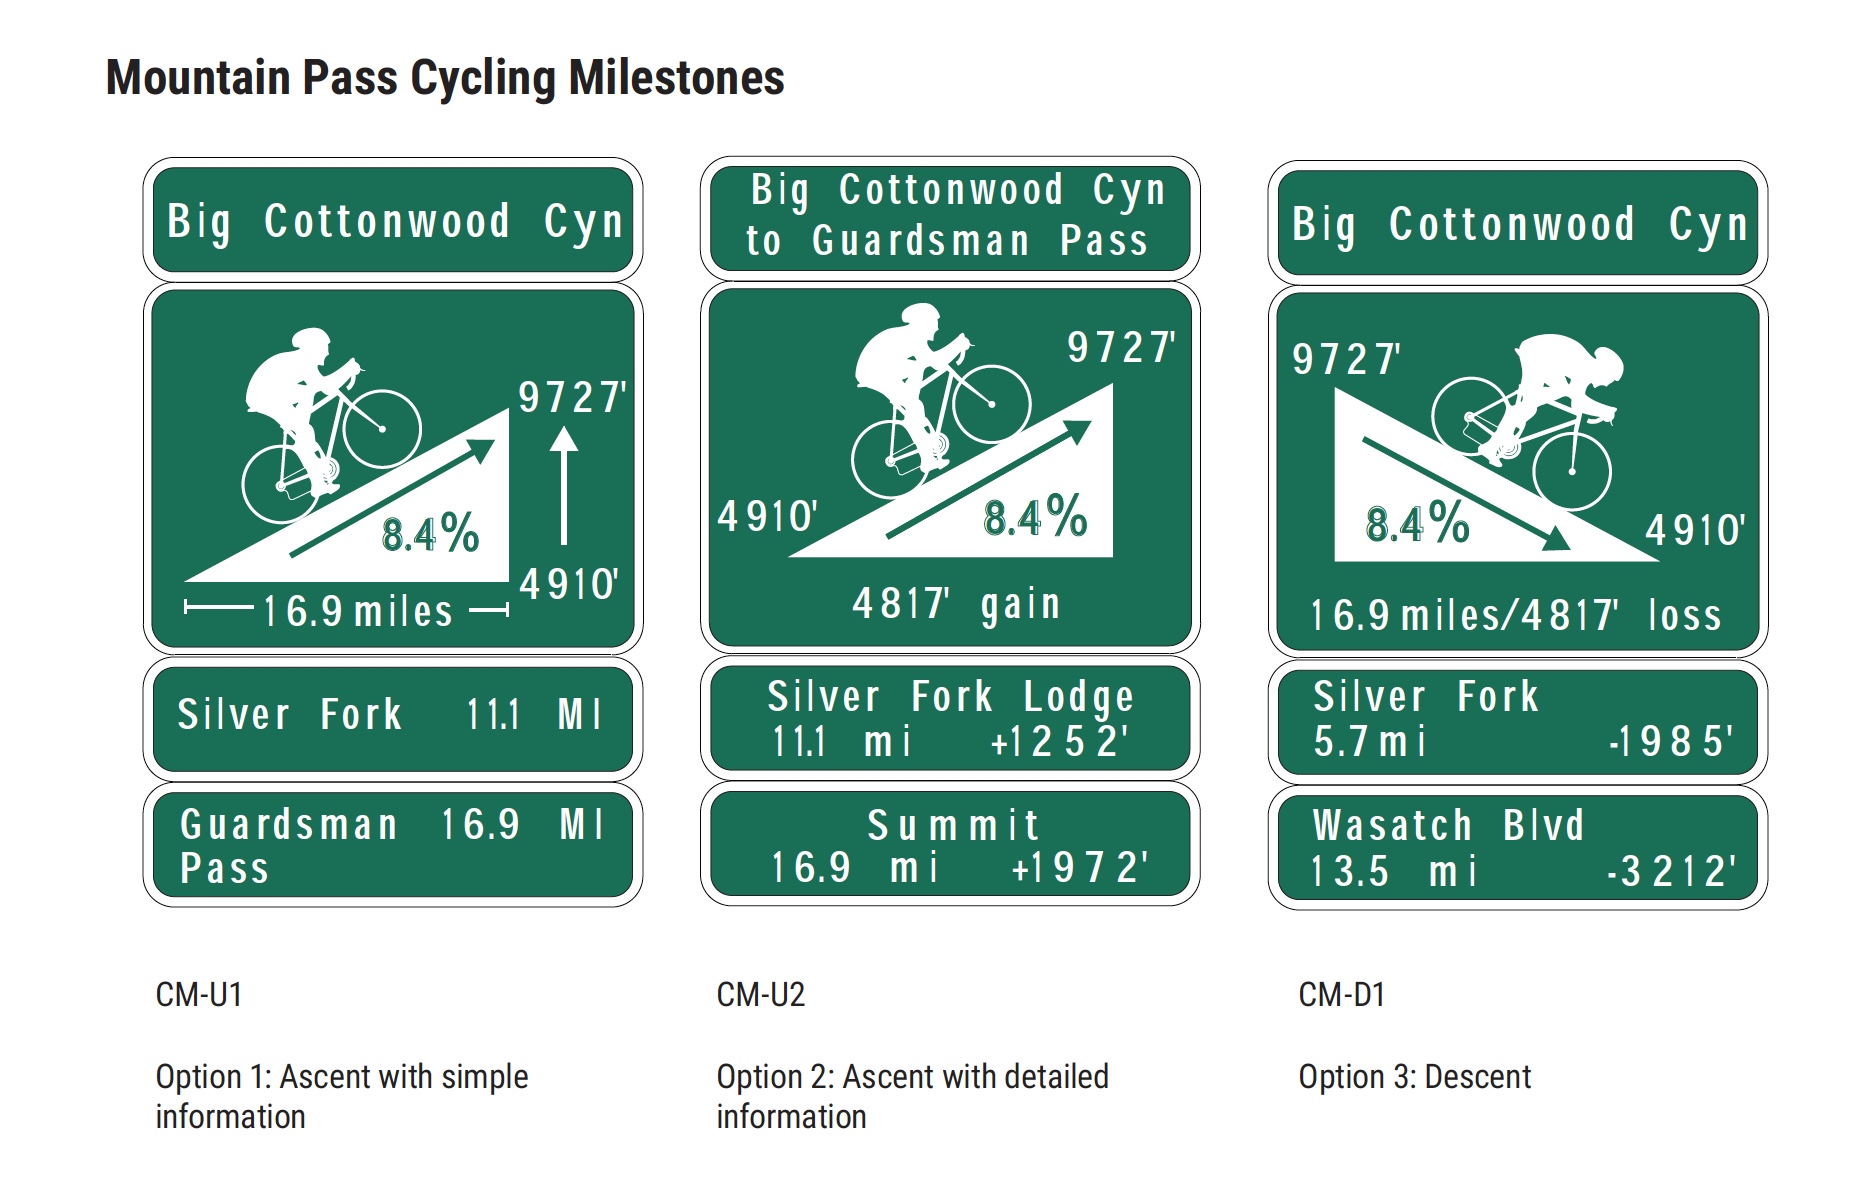 Mountain Pass Cycling Milestones
Big Cottonwood Cyn
9727'
8.4%
4910'
16.9 miles
Silver Fork 11.1 MI
Guardsman 16.9 MI
Pass
CM-U1
Option 1: Ascent with simple
information
Big Cottonwood Cyn
to Guardsman Pass
9727'
4910'
8.4%
4817' gain
Silver Fork Lodge
11.1 mi +1252'
Summit
16.9 mi +1972'
CM-U2
Option 2: Ascent with detailed
information
Big Cottonwood Cyn
9727'
8.4%
4910'
16.9 miles/4817' loss
Silver Fork
5.7 mi -1985'
Wasatch Blvd
13.5 mi -3212'
CM-D1
Option 3: Descent